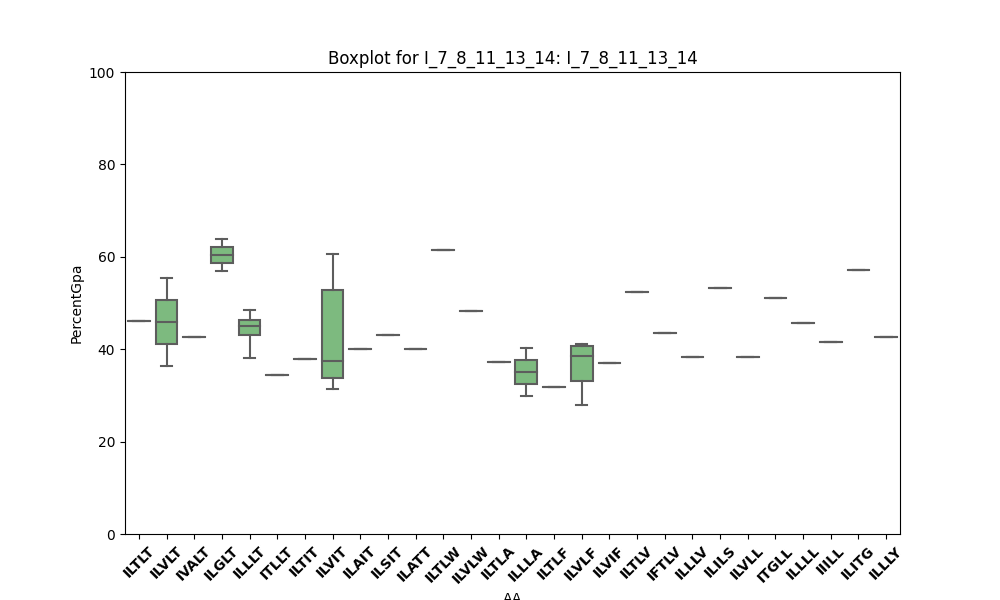 Boxplot for I_7_8_11_13_14: I_7_8_11_13_14
100
80
60
40
20
0
PercentGpa
ILTLT
ILVLT
IVALT
ILGLT
ILLLT
ITLLT
ILTIT
ILVIT
ILAIT
ILSIT
ILATT
ILTLW
ILVLW
ILTLA
ILLLA
ILTLF
ILVLF
ILVIF
ILTLV
IFTLV
ILLLV
ILILS
ILVLL
ITGLL
ILLLL
IIILL
ILITG
ILLLY
AA